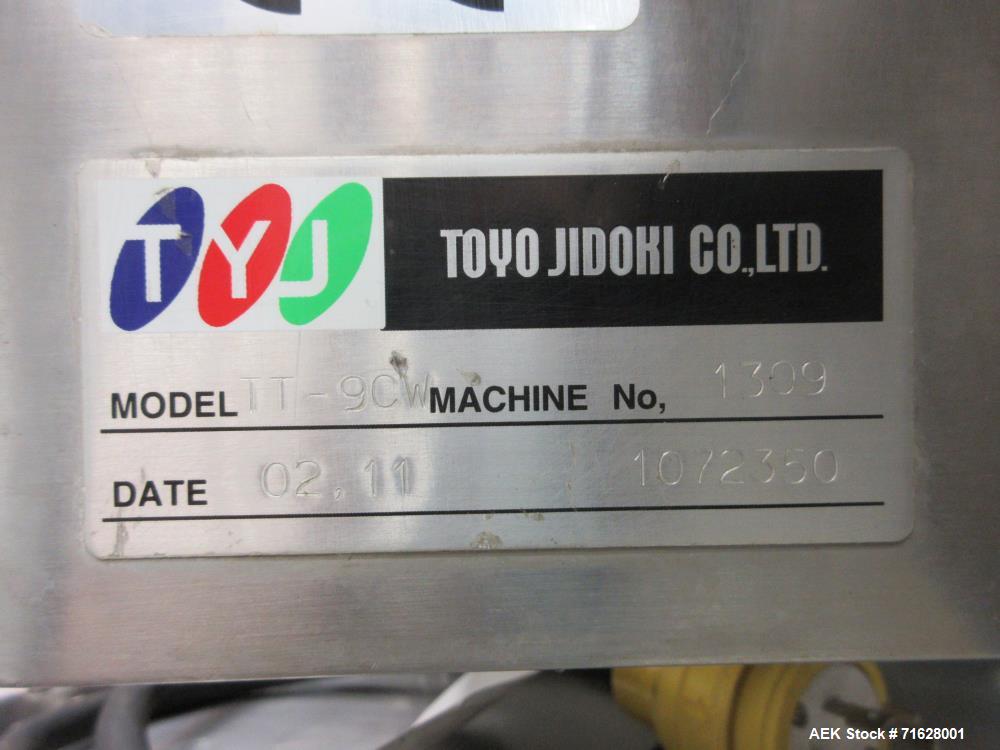 TYJ TOYO JIDOKI CO.,LTD.
MODEL TT-9CW MACHINE No, 1309
DATE 02,11 1072350
AEK Stock # 71628001